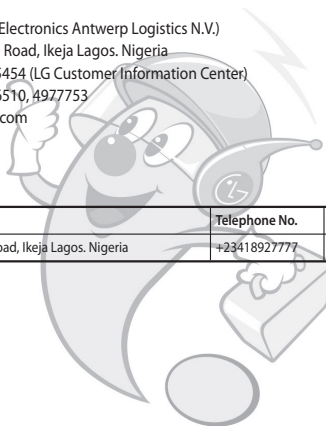 Electronics Antwerp Logistics N.V.)
Road, Ikeja Lagos. Nigeria
5454 (LG Customer Information Center)
5510, 4977753
com
Telephone No.
oad, Ikeja Lagos. Nigeria +23418927777
LG